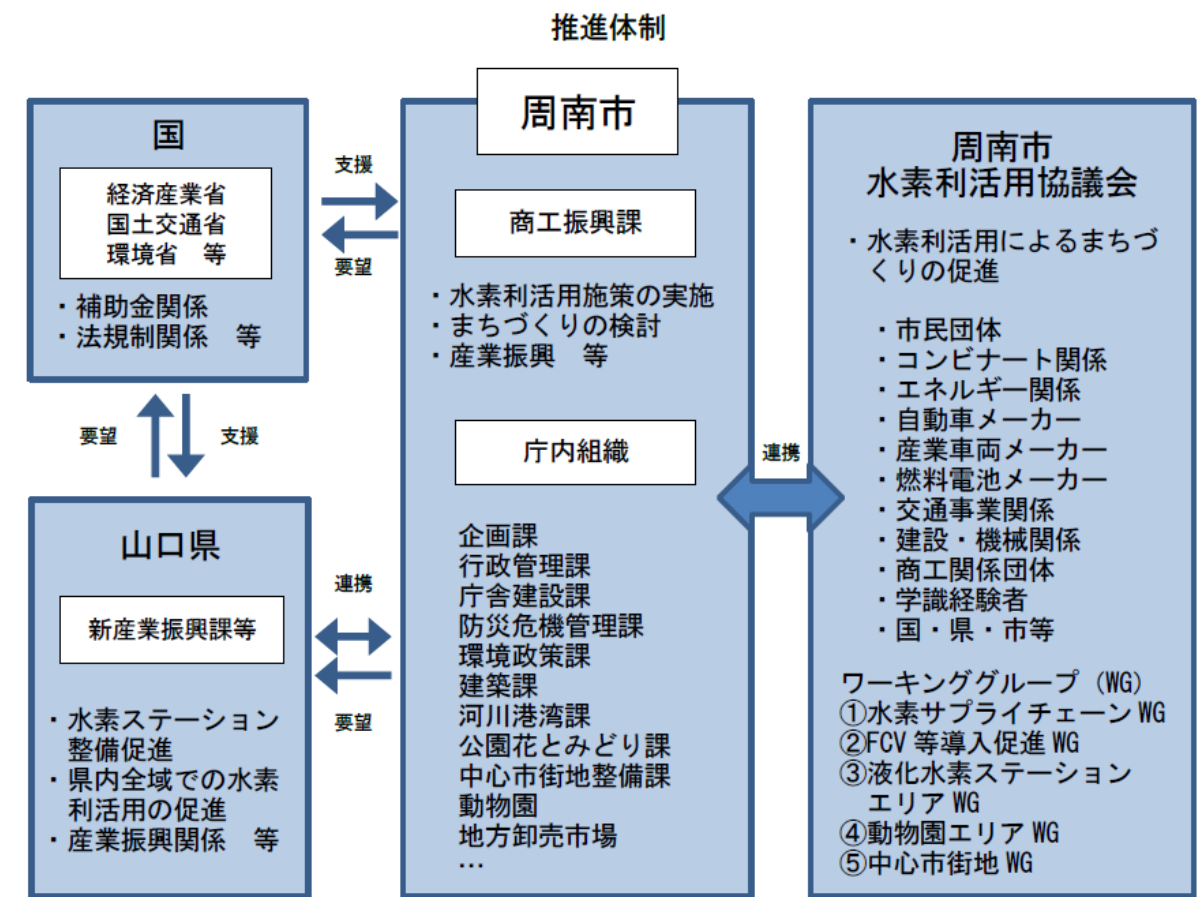 推進体制
国
経済産業省
国土交通省
環境省　等
・補助金関係
・法規制関係　等
支援
要望
要望
支援
山口県
新産業振興課等
・水素ステーション
整備促進
・県内全域での水素
利活用の促進
・産業振興関係　等
連携
要望
周南市
商工振興課
・水素利活用施策の実施
・まちづくりの検討
・産業振興　等
庁内組織
企画課
行政管理課
庁舎建設課
防災危機管理課
環境政策課
建築課
河川港湾課
公園花とみどり課
中心市街地整備課
動物園
地方卸売市場
…
連携
周南市
水素利活用協議会
・水素利活用によるまちづ
くりの促進
・市民団体
・コンビナート関係
・エネルギー関係
・自動車メーカー
・産業車両メーカー
・燃料電池メーカー
・交通事業関係
・建設・機械関係
・商工関係団体
・学識経験者
・国・県・市等
ワーキンググループ（WG）
①水素サプライチェーン WG
②FCV 等導入促進 WG
③液化水素ステーション
エリア WG
④動物園エリア WG
⑤中心市街地 WG